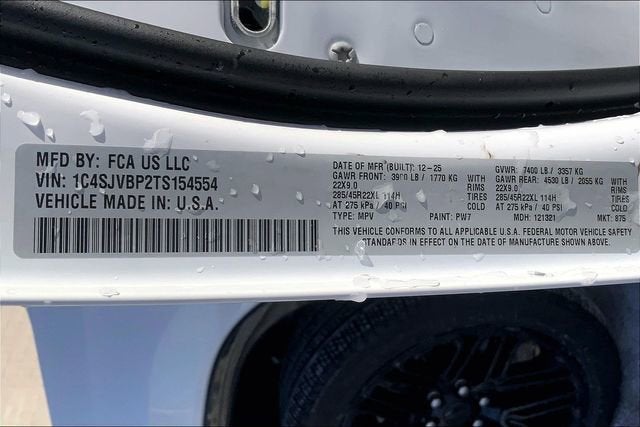 MFD BY: FCA US LLC
VIN: 1C4SJVBP2TS154554
VEHICLE MADE IN: U.S.A.
DATE OF MFR (BUILT): 12-25
GVWR: 7400 LB / 3357 KG
GAWR FRONT: 3900 LB / 1770 KG WITH
GAWR REAR: 4530 LB / 2055 KG WITH
22X9.0 RIMS
22X9.0 RIMS
285/45R22XL 114H TIRES
285/45R22XL 114H TIRES
AT 275 kPa / 40 PSI COLD
AT 275 kPa / 40 PSI COLD
TYPE: MPV PAINT: PW7 MDH: 121321 MKT: 875
THIS VEHICLE CONFORMS TO ALL APPLICABLE U.S.A. FEDERAL MOTOR VEHICLE SAFETY
STANDARDS IN EFFECT ON THE DATE OF MANUFACTURE SHOWN ABOVE.